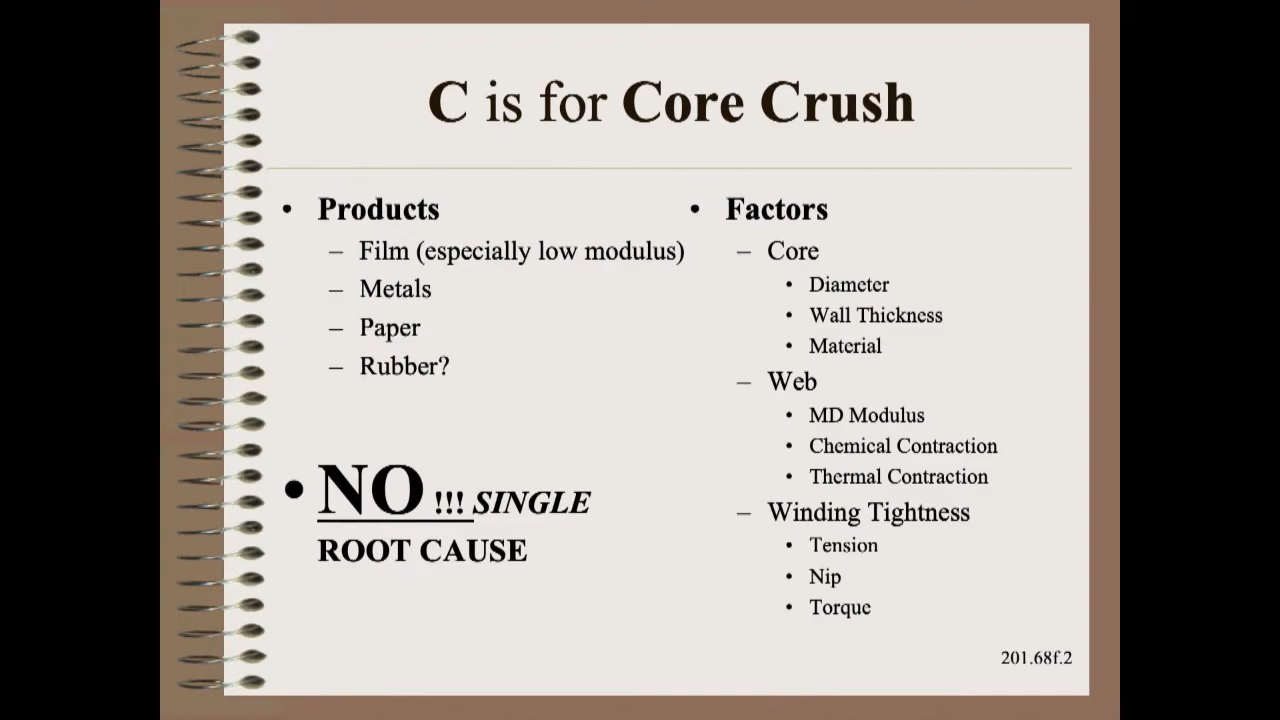 C is for Core Crush
• Products
– Film (especially low modulus)
– Metals
– Paper
– Rubber?
• NO !!! SINGLE
ROOT CAUSE
• Factors
– Core
• Diameter
• Wall Thickness
• Material
– Web
• MD Modulus
• Chemical Contraction
• Thermal Contraction
– Winding Tightness
• Tension
• Nip
• Torque
201.68f.2